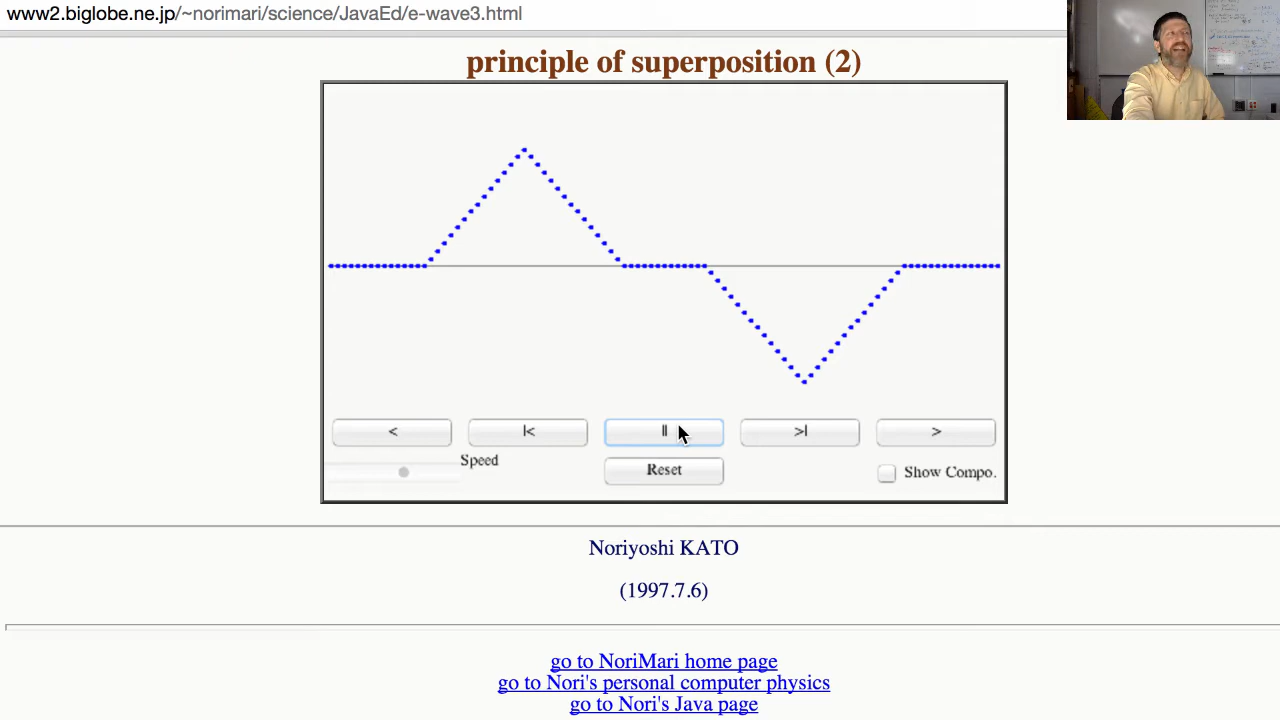 www2.biglobe.ne.jp/~norimari/science/JavaEd/e-wave3.html
principle of superposition (2)
< I< II >I >
Speed Reset Show Compo.
Noriyoshi KATO
(1997.7.6)
go to NoriMari home page
go to Nori's personal computer physics
go to Nori's Java page